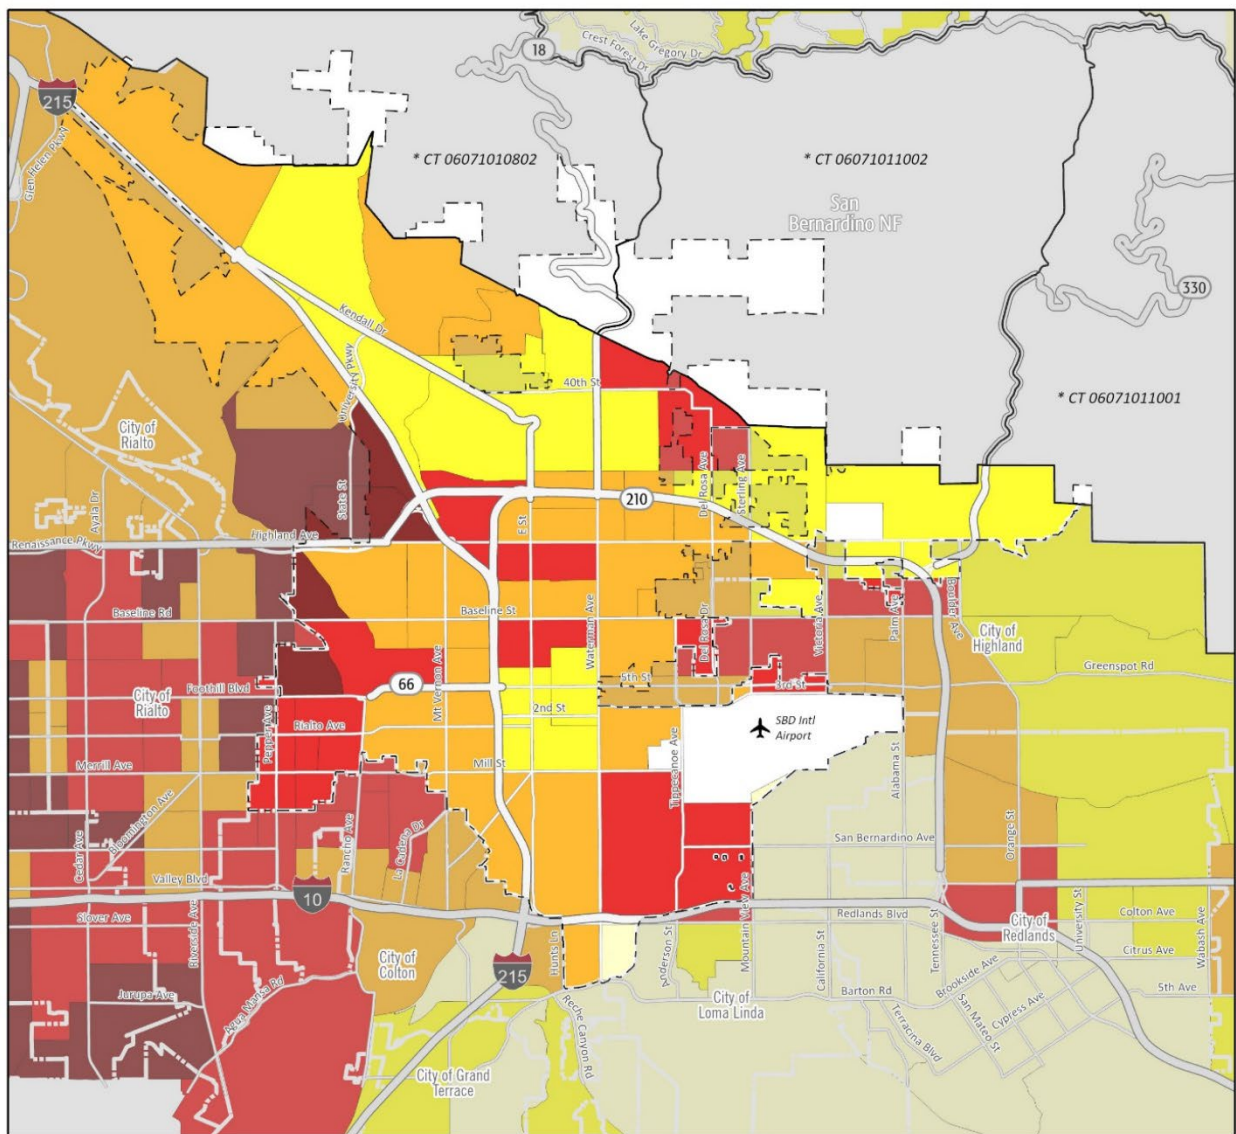 Lake Gregory Dr
Crest Forest Dr
18
215
Glen Helen Pkwy
* CT 06071010802
* CT 06071011002
San
Bernardino NF
330
Kendall Dr
University Pkwy
40th St
* CT 06071011001
City of
Rialto
State St
Ayala Dr
Del Rosa Ave
Sterling Ave
210
E St
Highland Ave
Renaissance Pkwy
Baseline Rd
Baseline St
Waterman Ave
Del Rosa Dr
Victoria Ave
Palm Ave
Boulder Ave
City of
Highland
Greenspot Rd
City of
Rialto
Foothill Blvd
66
Mt Vernon Ave
5th St
3rd St
2nd St
Pepper Ave
Rialto Ave
SBD Intl
Airport
Merrill Ave
Mill St
Tippecanoe Ave
Alabama St
Cedar Ave
Bloomington Ave
Rancho Ave
La Cadena Dr
San Bernardino Ave
Orange St
Valley Blvd
10
Mountain View Ave
Slover Ave
Riverside Ave
Redlands Blvd
Tennessee St
City of
Redlands
University St
Colton Ave
Citrus Ave
Wabash Ave
City of
Colton
Hunts Ln
215
Anderson St
California St
Brookside Ave
Jurupa Ave
Agua Mansa Rd
City of
Loma Linda
Barton Rd
5th Ave
Cypress Ave
San Mateo St
Terracina Blvd
Reche Canyon Rd
City of Grand
Terrace